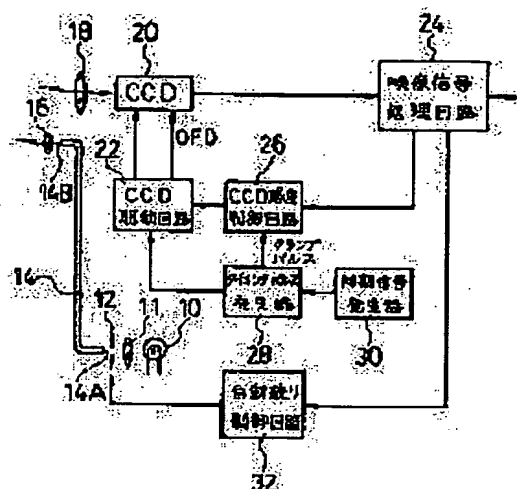 18
20
24
CCD
映像信号
処理回路
16
OFD
14B
22
26
CCD
駆動回路
CCD感度
制御回路
クランプ
パルス
14
12
11
10
タイミングパルス
発生器
同期信号
発生器
28
30
14A
自動絞り
制御回路
32